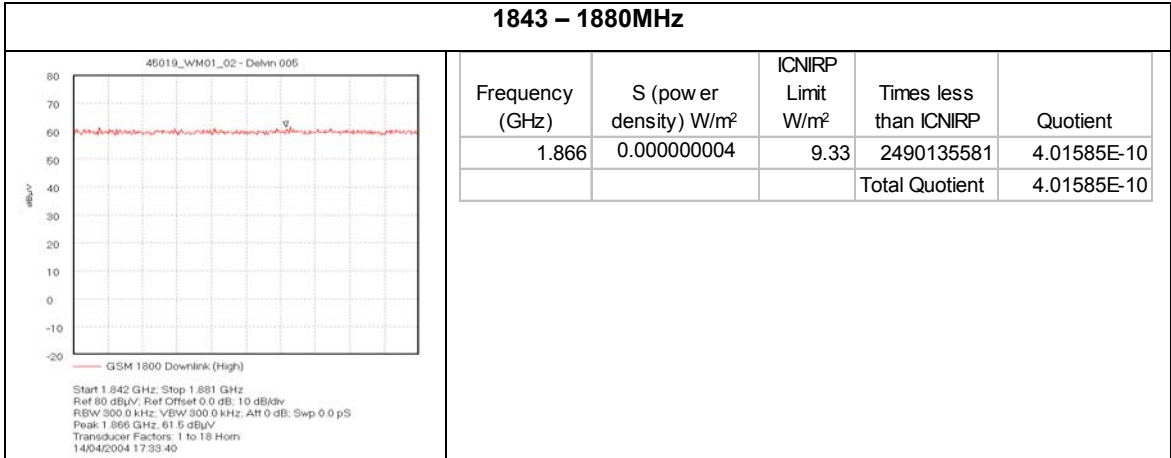 1843 – 1880MHz
45019_WM01_02 - Delvin 005
80
70
60
50
40
30
20
10
0
-10
-20
dBµV
GSM 1800 Downlink (High)
Start 1.842 GHz; Stop 1.881 GHz
Ref 80 dBµV; Ref Offset 0.0 dB; 10 dB/div
RBW 300.0 kHz; VBW 300.0 kHz; Att 0 dB; Swp 0.0 pS
Peak 1.866 GHz, 61.5 dBµV
Transducer Factors: 1 to 18 Horn
14/04/2004 17:33:40
Frequency (GHz) S (power density) W/m² ICNIRP Limit W/m² Times less than ICNIRP Quotient
1.866 0.000000004 9.33 2490135581 4.01585E-10
Total Quotient 4.01585E-10